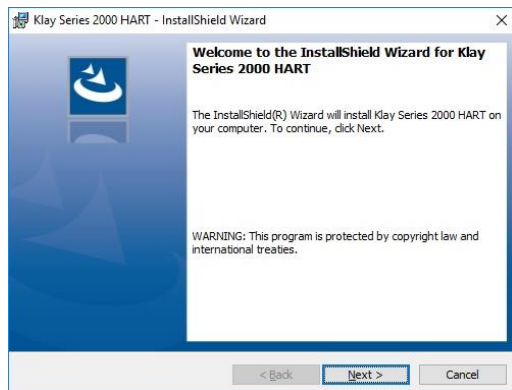 Klay Series 2000 HART - InstallShield Wizard
Welcome to the InstallShield Wizard for Klay
Series 2000 HART
The InstallShield(R) Wizard will install Klay Series 2000 HART on
your computer. To continue, click Next.
WARNING: This program is protected by copyright law and
international treaties.
< Back Next > Cancel